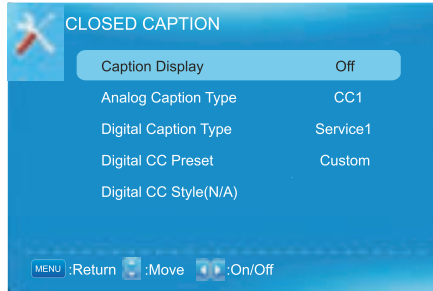 CLOSED CAPTION
Caption Display Off
Analog Caption Type CC1
Digital Caption Type Service1
Digital CC Preset Custom
Digital CC Style(N/A)
MENU :Return :Move :On/Off